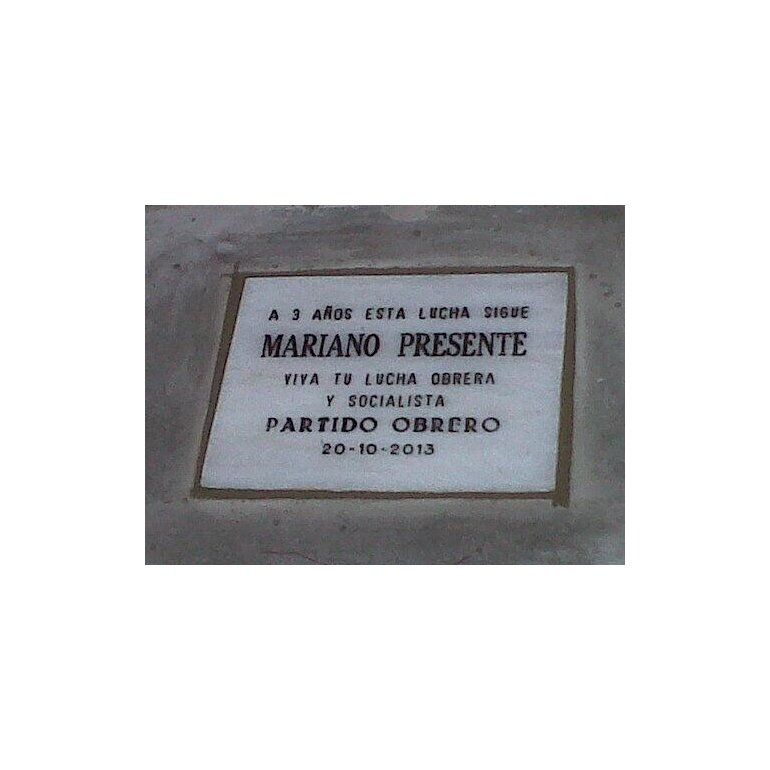 A 3 AÑOS ESTA LUCHA SIGUE
MARIANO PRESENTE
VIVA TU LUCHA OBRERA
Y SOCIALISTA
PARTIDO OBRERO
20-10-2013